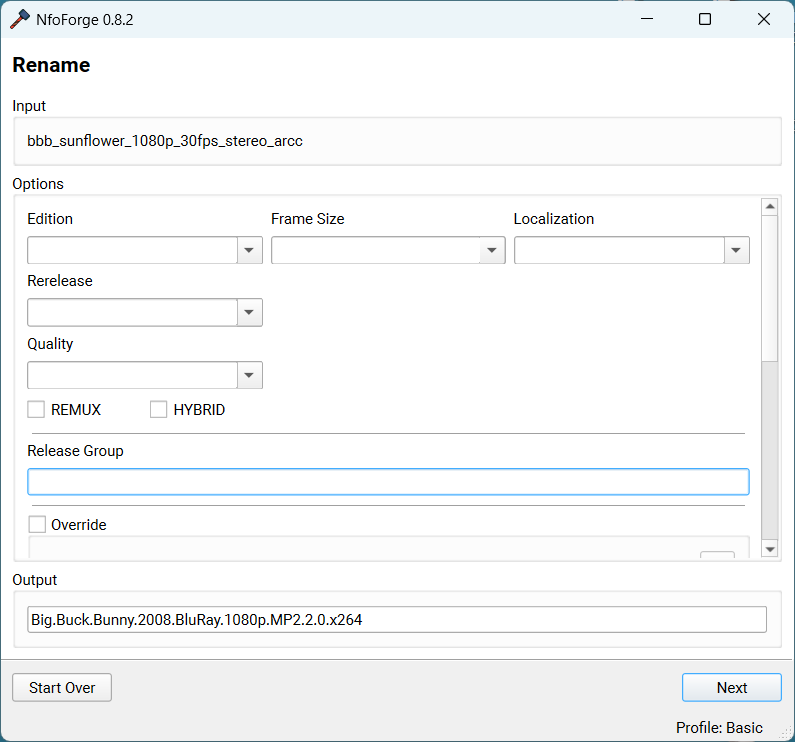 NfoForge 0.8.2
Rename
Input
bbb_sunflower_1080p_30fps_stereo_arcc
Options
Edition Frame Size Localization
Rerelease
Quality
REMUX HYBRID
Release Group
Override
Output
Big.Buck.Bunny.2008.BluRay.1080p.MP2.2.0.x264
Start Over Next
Profile: Basic